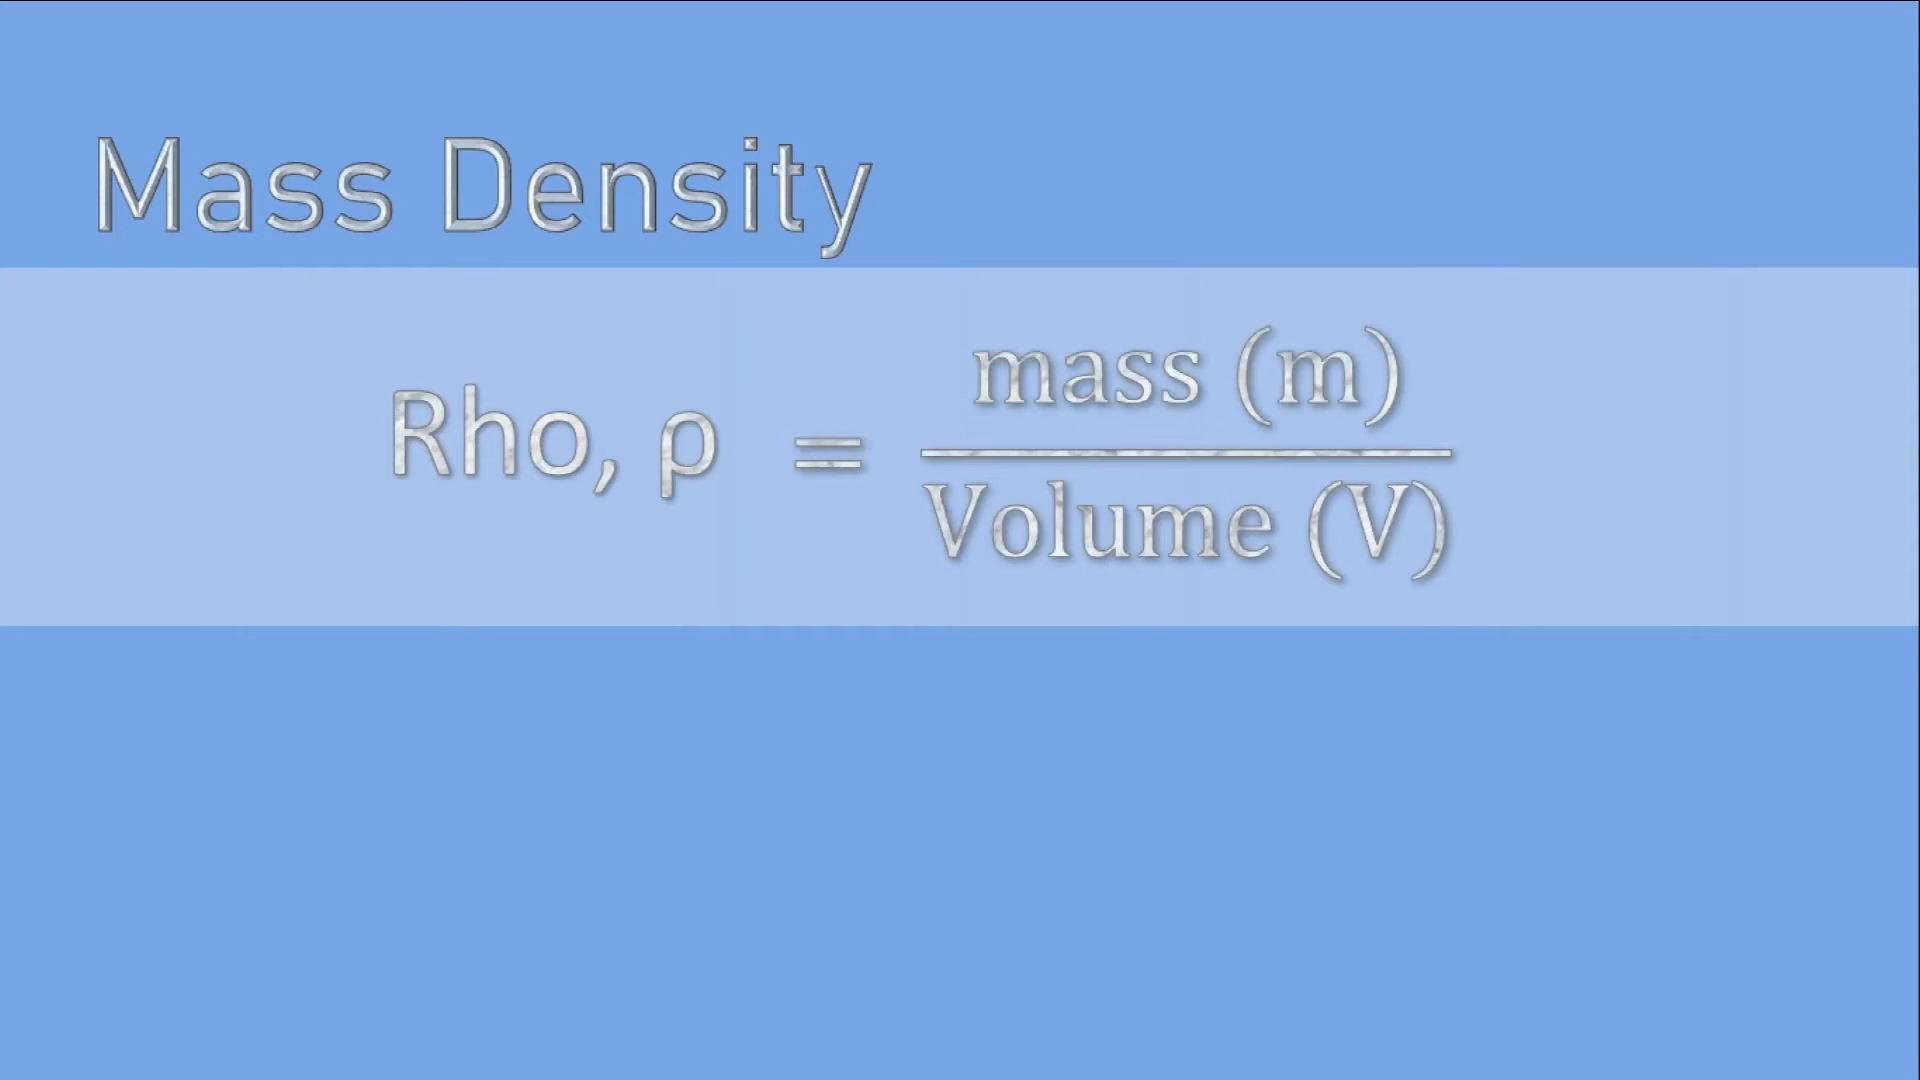 Mass Density
Rho, ρ = mass (m)
Volume (V)